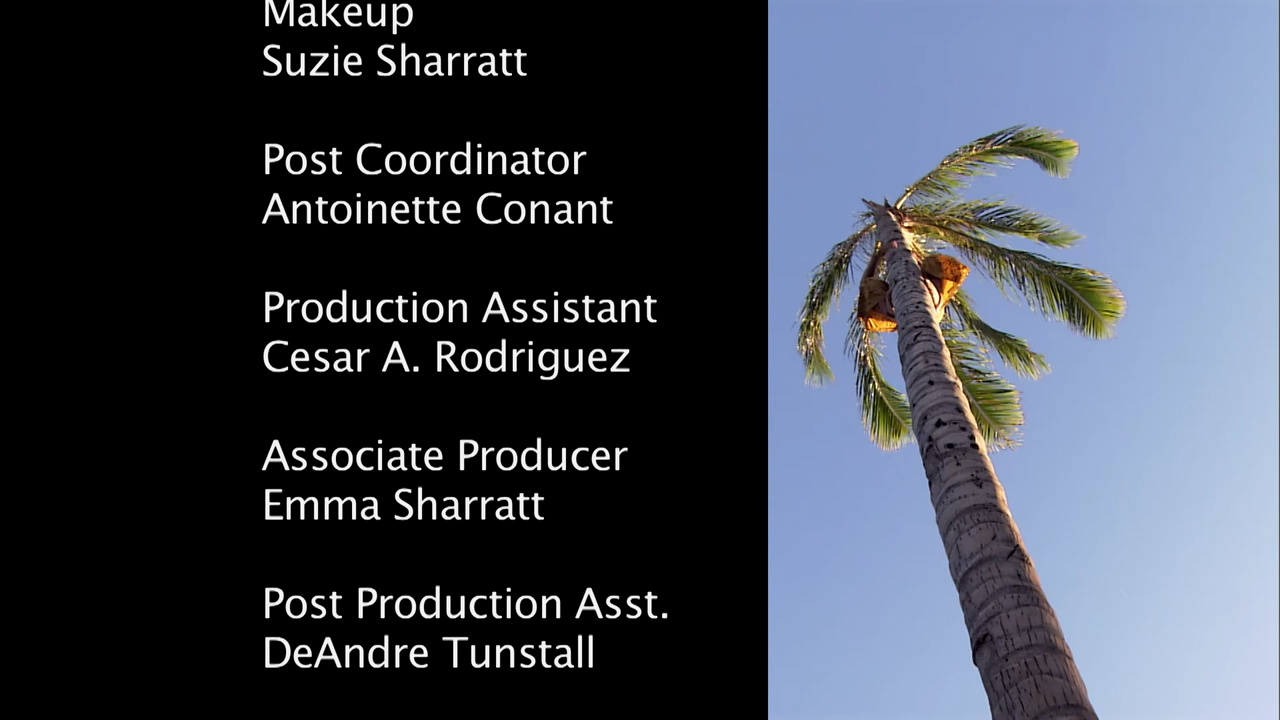 Makeup
Suzie Sharratt
Post Coordinator
Antoinette Conant
Production Assistant
Cesar A. Rodriguez
Associate Producer
Emma Sharratt
Post Production Asst.
DeAndre Tunstall